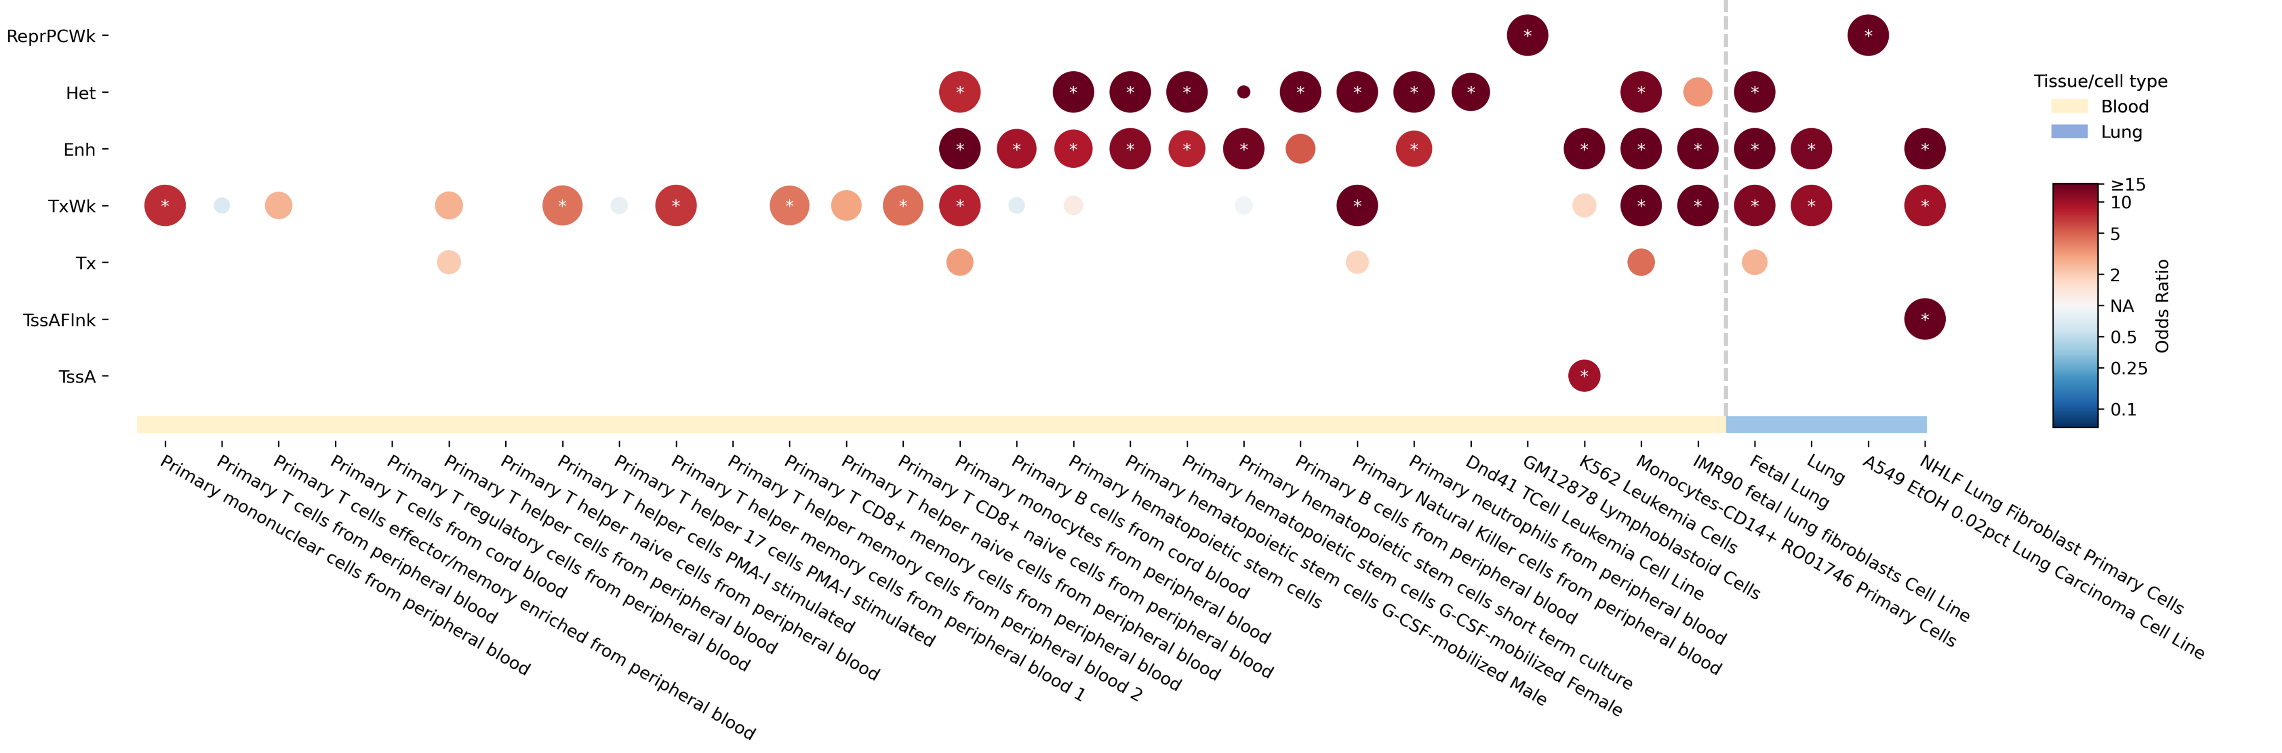 ReprPCWk
Het
Enh
TxWk
Tx
TssAFlnk
TssA
Primary mononuclear cells from peripheral blood
Primary T cells from peripheral blood
Primary T cells effector/memory enriched from peripheral blood
Primary T cells from cord blood
Primary T regulatory cells from peripheral blood
Primary T helper cells from peripheral blood
Primary T helper naive cells from peripheral blood
Primary T helper cells PMA-I stimulated
Primary T helper 17 cells PMA-I stimulated
Primary T helper memory cells from peripheral blood 1
Primary T helper memory cells from peripheral blood 2
Primary T CD8+ memory cells from peripheral blood
Primary T helper naive cells from peripheral blood
Primary T CD8+ naive cells from peripheral blood
Primary monocytes from peripheral blood
Primary B cells from cord blood
Primary hematopoietic stem cells
Primary hematopoietic stem cells G-CSF-mobilized Male
Primary hematopoietic stem cells G-CSF-mobilized Female
Primary hematopoietic stem cells short term culture
Primary B cells from peripheral blood
Primary Natural Killer cells from peripheral blood
Primary neutrophils from peripheral blood
Dnd41 TCell Leukemia Cell Line
GM12878 Lymphoblastoid Cells
K562 Leukemia Cells
Monocytes-CD14+ RO01746 Primary Cells
IMR90 fetal lung fibroblasts Cell Line
Fetal Lung
Lung
A549 EtOH 0.02pct Lung Carcinoma Cell Line
NHLF Lung Fibroblast Primary Cells
Tissue/cell type
Blood
Lung
≥15
10
5
2
NA
0.5
0.25
0.1
Odds Ratio